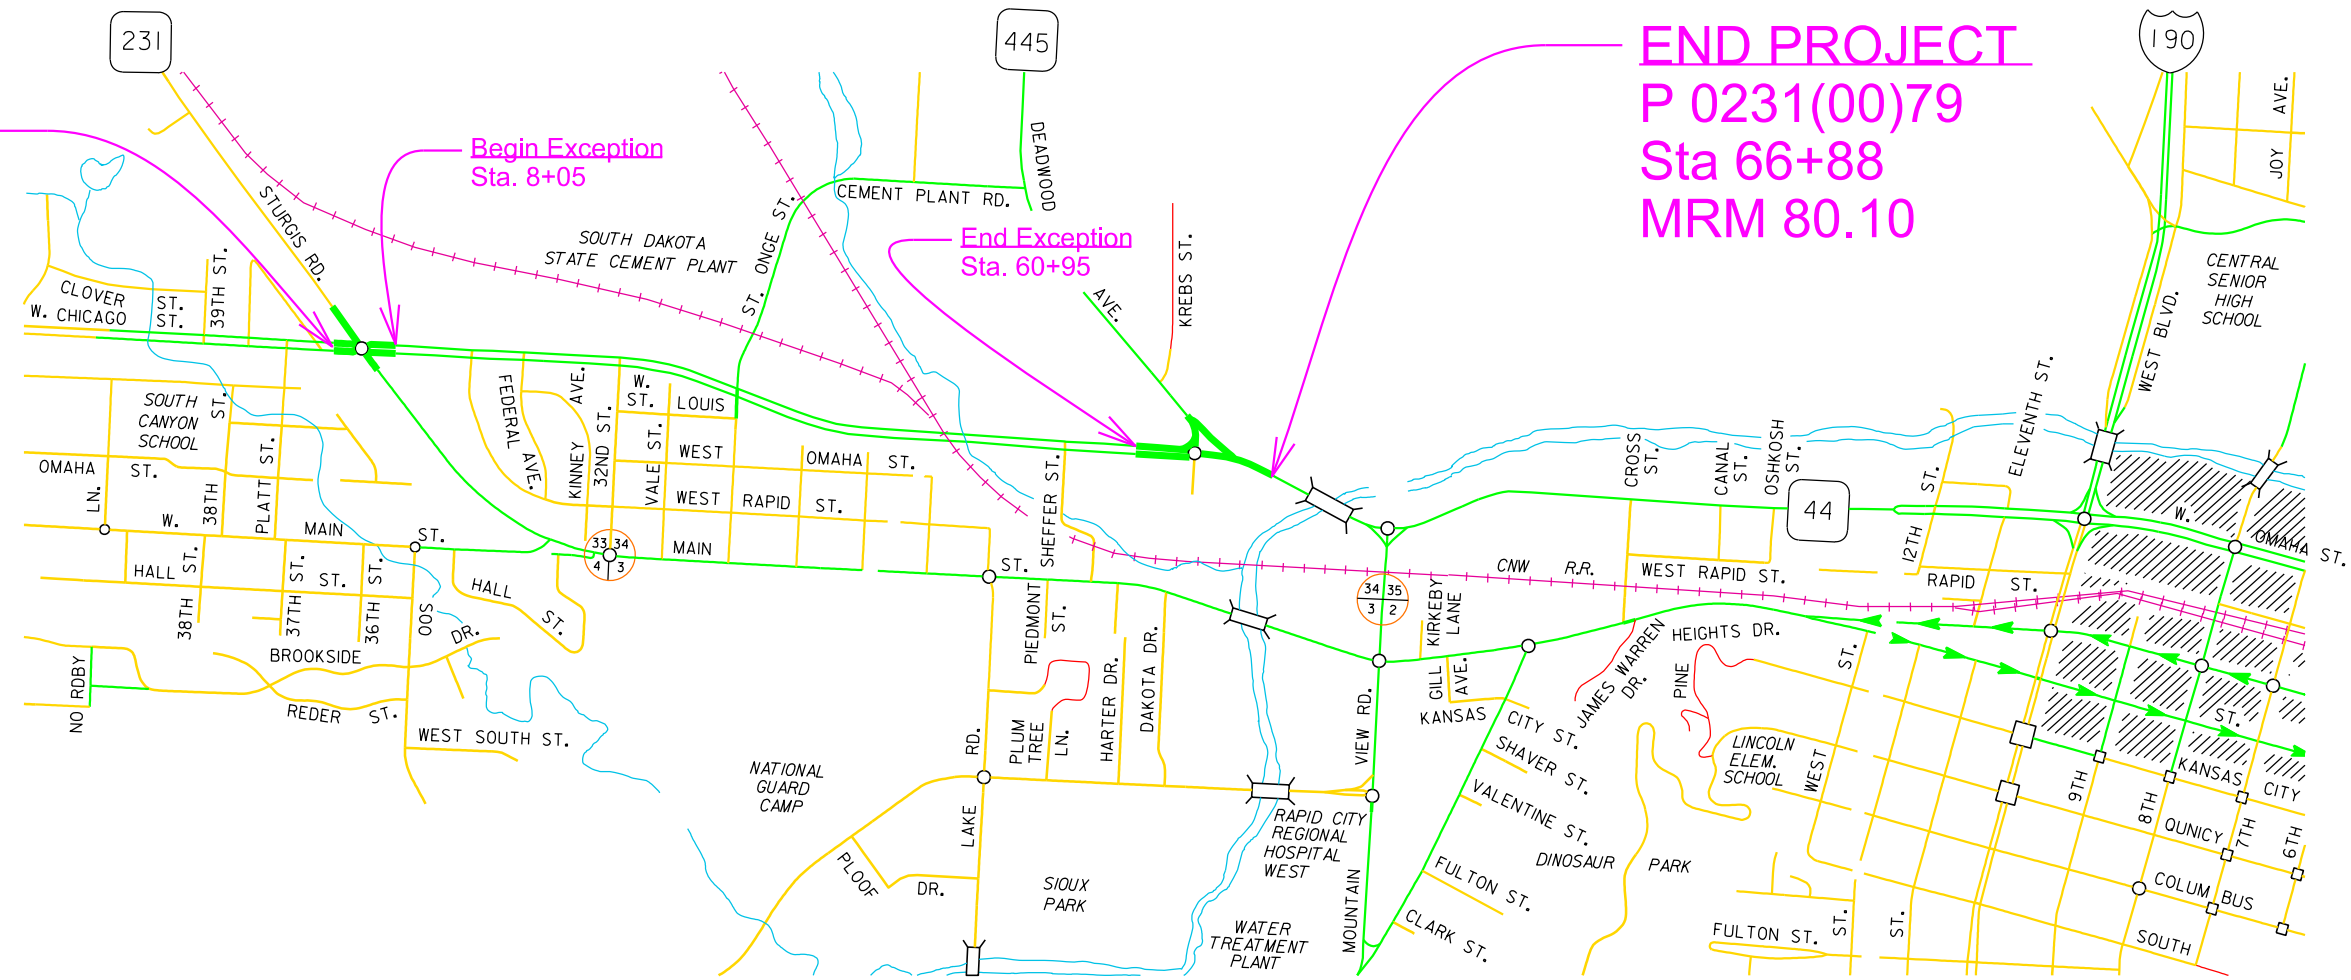 231
445
190
END PROJECT
P 0231(00)79
Sta 66+88
MRM 80.10
Begin Exception
Sta. 8+05
End Exception
Sta. 60+95
STURGIS RD.
SOUTH DAKOTA
STATE CEMENT PLANT
ST. ONGE ST.
CEMENT PLANT RD.
DEADWOOD
AVE.
KREBS ST.
JOY AVE.
CENTRAL
SENIOR
HIGH
SCHOOL
WEST BLVD.
ELEVENTH ST.
CLOVER ST.
W. CHICAGO ST.
39TH ST.
SOUTH
CANYON
SCHOOL
ST.
38TH
OMAHA ST.
LN.
PLATT ST.
W. MAIN ST.
FEDERAL AVE.
KINNEY AVE.
32ND ST.
W.
ST. LOUIS
VALE ST.
WEST OMAHA ST.
WEST RAPID ST.
MAIN ST.
SHEFFER ST.
33 34
4 3
HALL ST.
38TH ST.
37TH ST.
36TH ST.
SOO
HALL ST.
BROOKSIDE DR.
NO RDBY
REDER ST.
WEST SOUTH ST.
PIEDMONT ST.
PLUM
TREE
LN.
HARTER DR.
DAKOTA DR.
NATIONAL
GUARD
CAMP
LAKE RD.
PLOOF DR.
SIOUX
PARK
RAPID CITY
REGIONAL
HOSPITAL
WEST
WATER
TREATMENT
PLANT
MOUNTAIN VIEW RD.
34 35
3 2
KIRKEBY
LANE
GILL AVE.
KANSAS CITY ST.
SHAVER ST.
VALENTINE ST.
FULTON ST.
CLARK ST.
DINOSAUR PARK
CNW R.R.
CROSS
ST.
CANAL
ST.
OSHKOSH
ST.
44
WEST RAPID ST.
12TH ST.
RAPID ST.
W. OMAHA ST.
JAMES WARREN
DR.
PINE HEIGHTS DR.
LINCOLN
ELEM.
SCHOOL
WEST ST.
ST.
9TH
8TH
7TH
6TH
ST.
KANSAS CITY
QUNICY
COLUM BUS
SOUTH
FULTON ST.
ST.